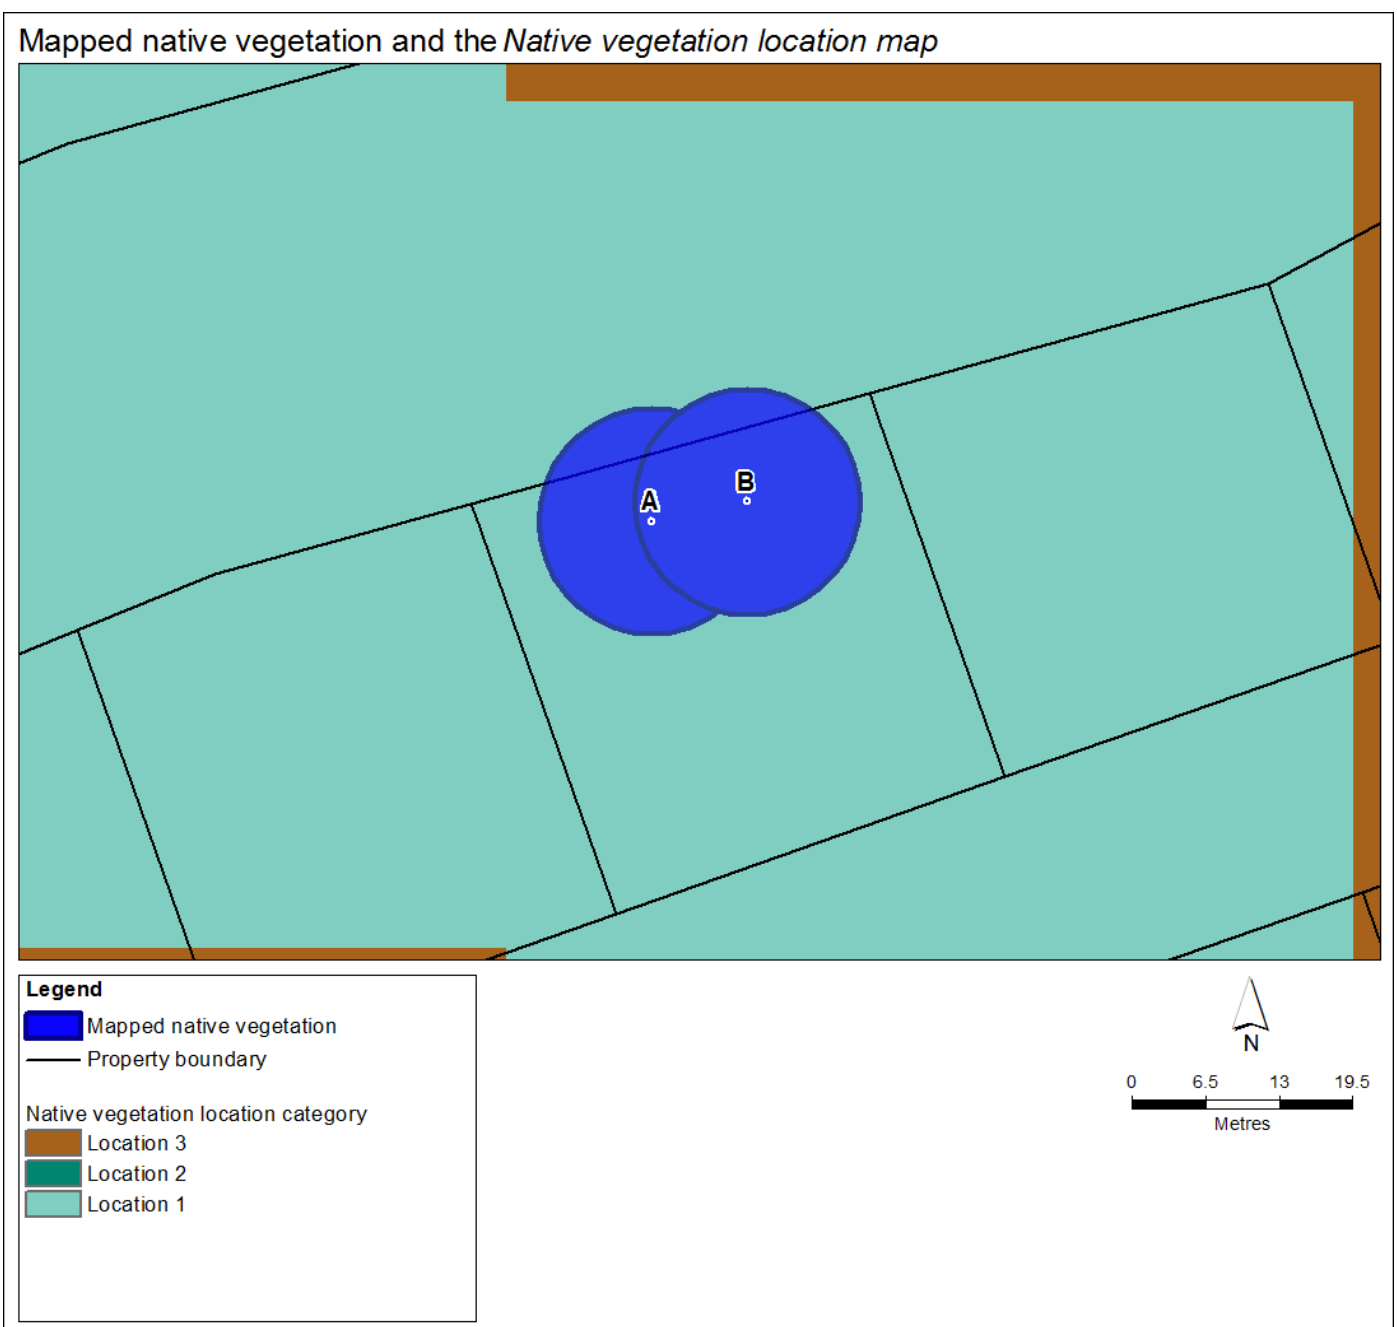 Mapped native vegetation and the Native vegetation location map
A
B
Legend
Mapped native vegetation
Property boundary
Native vegetation location category
Location 3
Location 2
Location 1
N
0 6.5 13 19.5
Metres